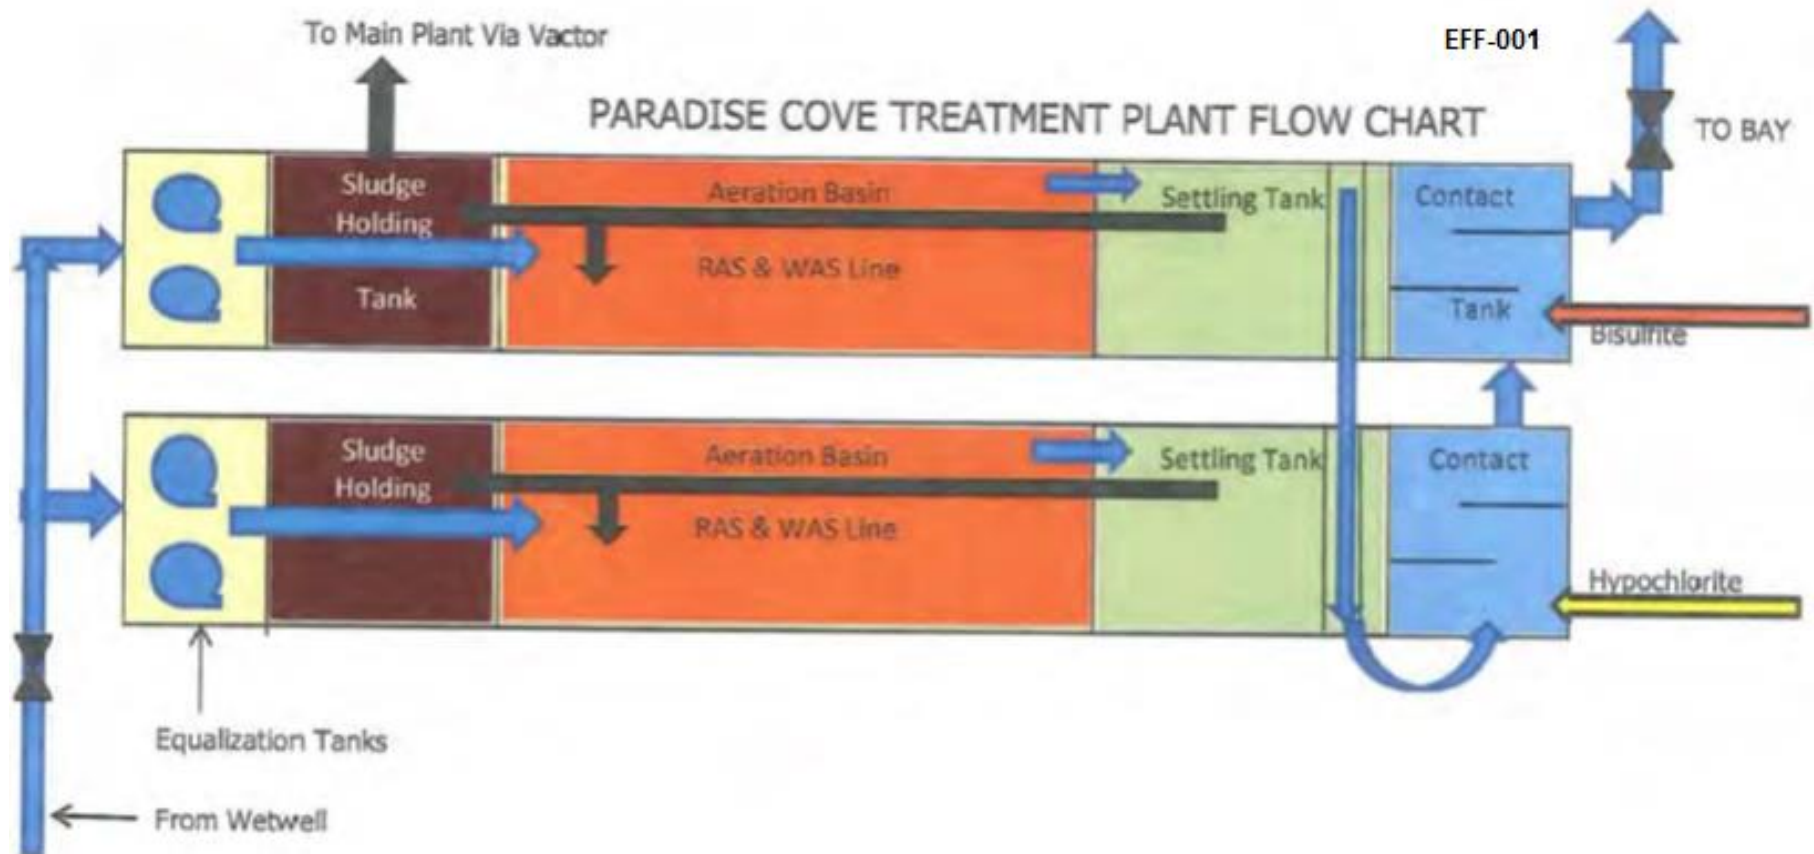 To Main Plant Via Vactor
EFF-001
PARADISE COVE TREATMENT PLANT FLOW CHART
TO BAY
Sludge
Holding
Tank
Aeration Basin
RAS & WAS Line
Settling Tank
Contact
Tank
Bisulfite
Sludge
Holding
Aeration Basin
RAS & WAS Line
Settling Tank
Contact
Hypochlorite
Equalization Tanks
From Wetwell